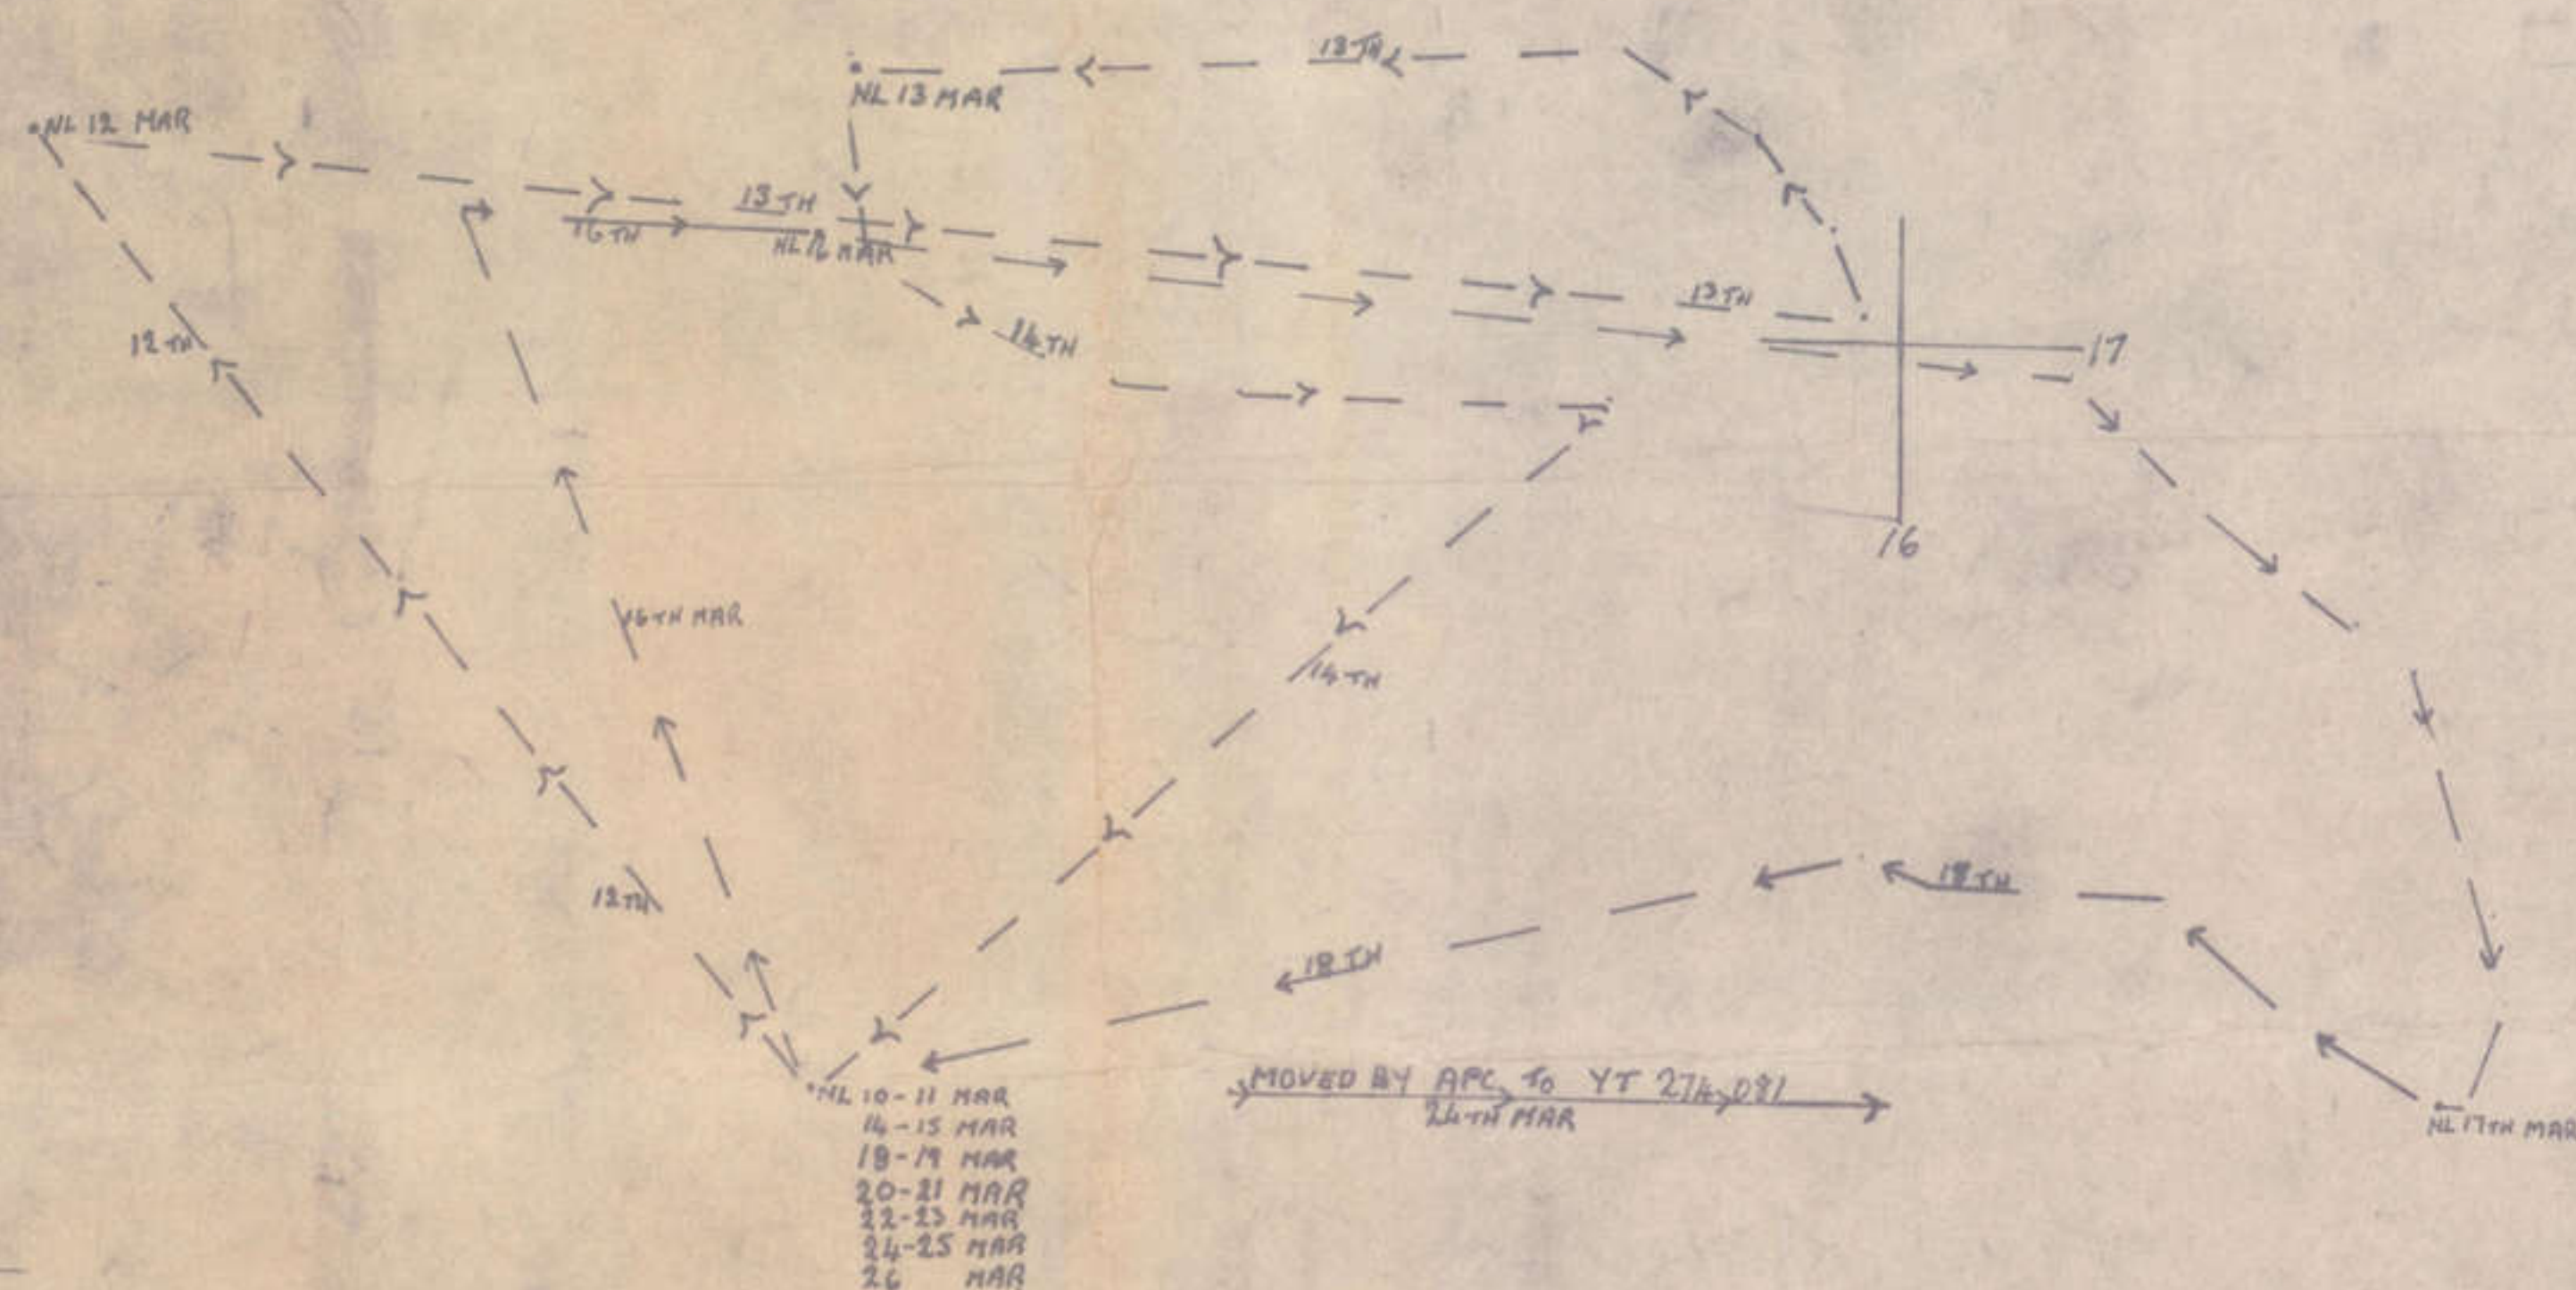 13TH
NL 13 MAR
NL 12 MAR
13TH
16TH
NL 16 MAR
13TH
14TH
17
12TH
16
16TH MAR
14TH
12TH
18TH
18TH
NL 10-11 MAR
14-15 MAR
18-19 MAR
20-21 MAR
22-23 MAR
24-25 MAR
26 MAR
MOVED BY APC TO YT 274081
24TH MAR
NL 17TH MAR